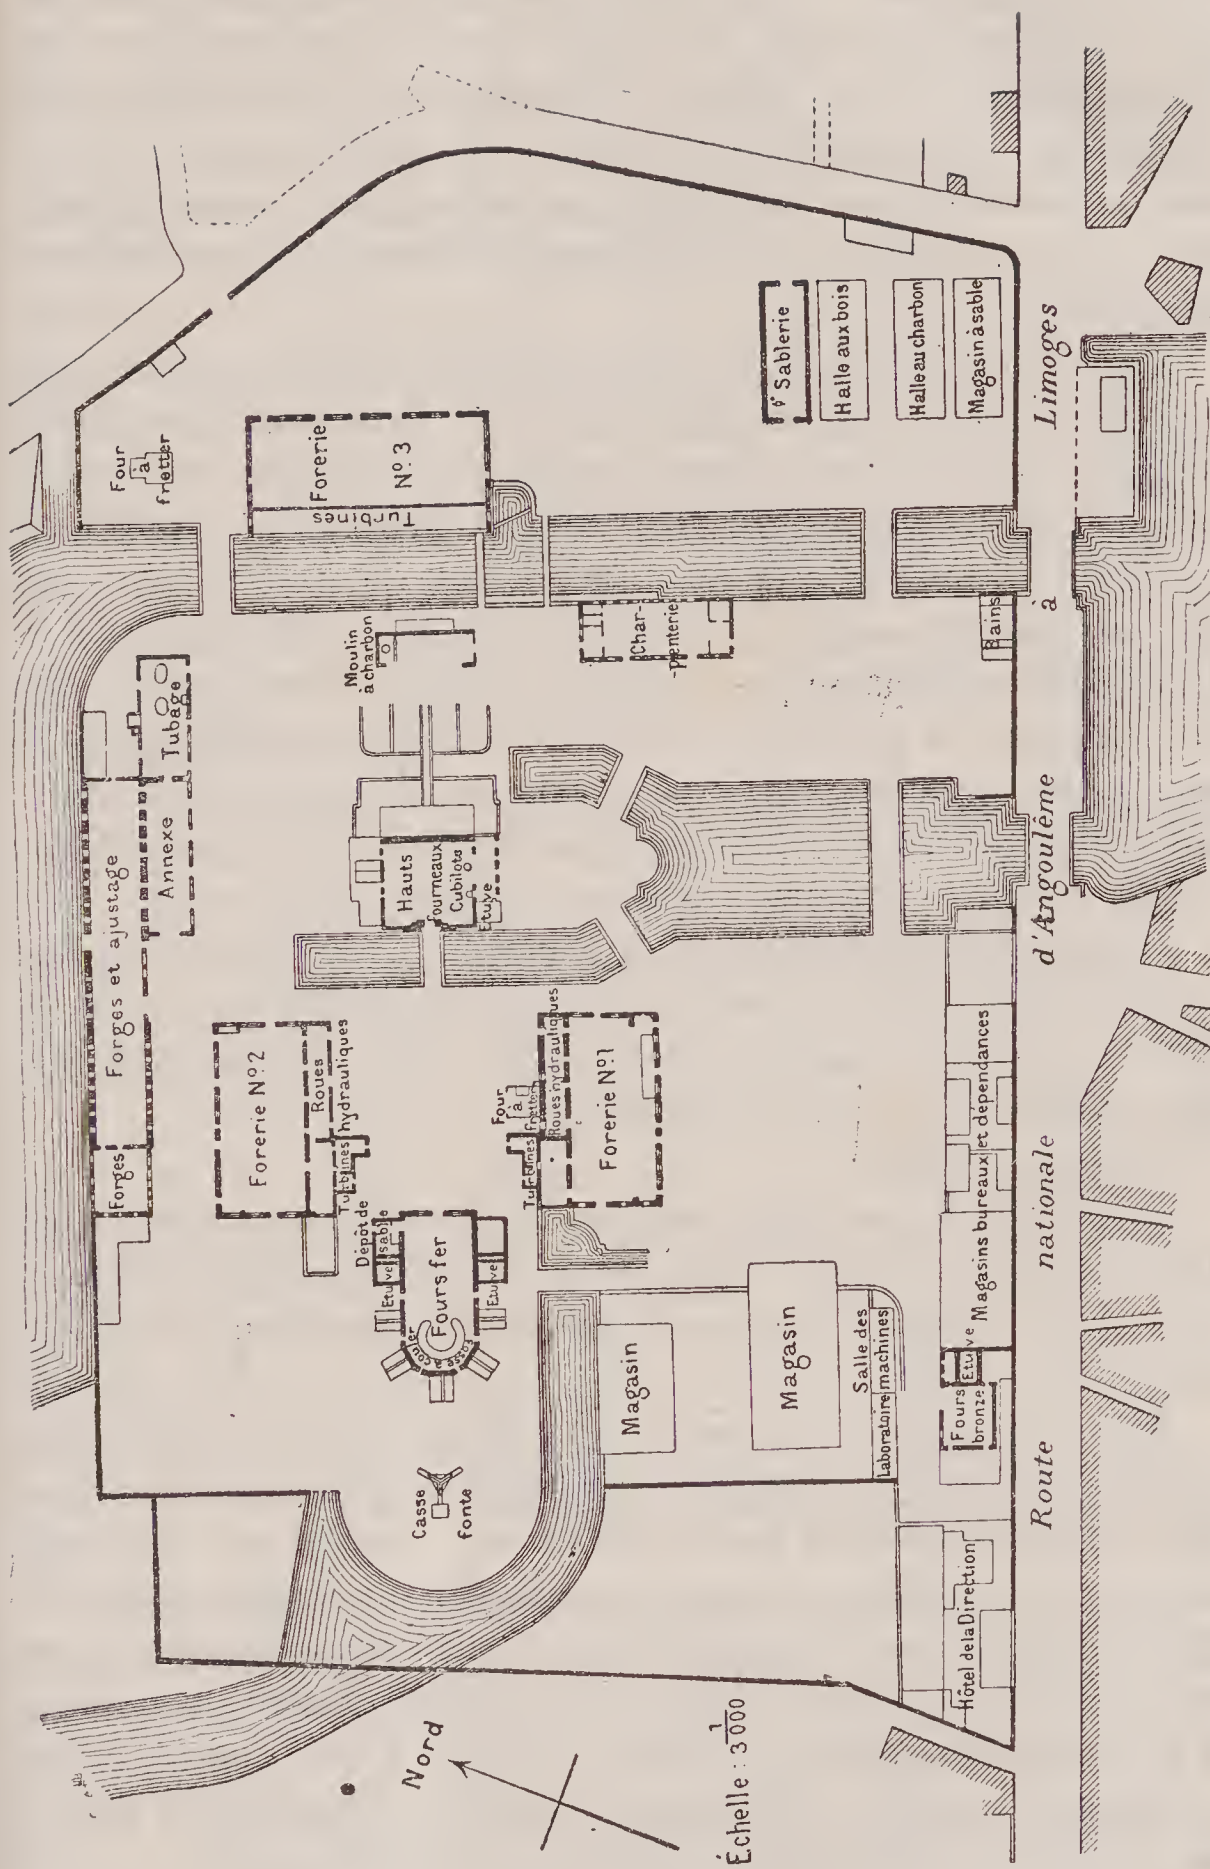 Four
à
fretter
Forerie
Nº 3
Turbines
Sablerie
Halle aux bois
Halle au charbon
Magasin à sable
Forges
Forges et ajustage
Annexe
Tubage
Moulin
à charbon
Char-
-penterie
Bains
Hauts
fourneaux
Cubilots
Etuve
Forerie Nº 2
Roues
hydrauliques
Turbines
Four
à
fretter
Turbines
Roues hydrauliques
Forerie Nº 1
Dépôt de
Sable
Etuve
Fours fer
Fosse à couler
Etuve
Casse
fonte
Magasin
Magasin
Salle des
machines
Laboratoire
Fours
bronze
Etuve
Magasins bureaux et dépendances
Hôtel de la Direction
Route nationale d'Angoulême à Limoges
Nord
Échelle : 1
3000